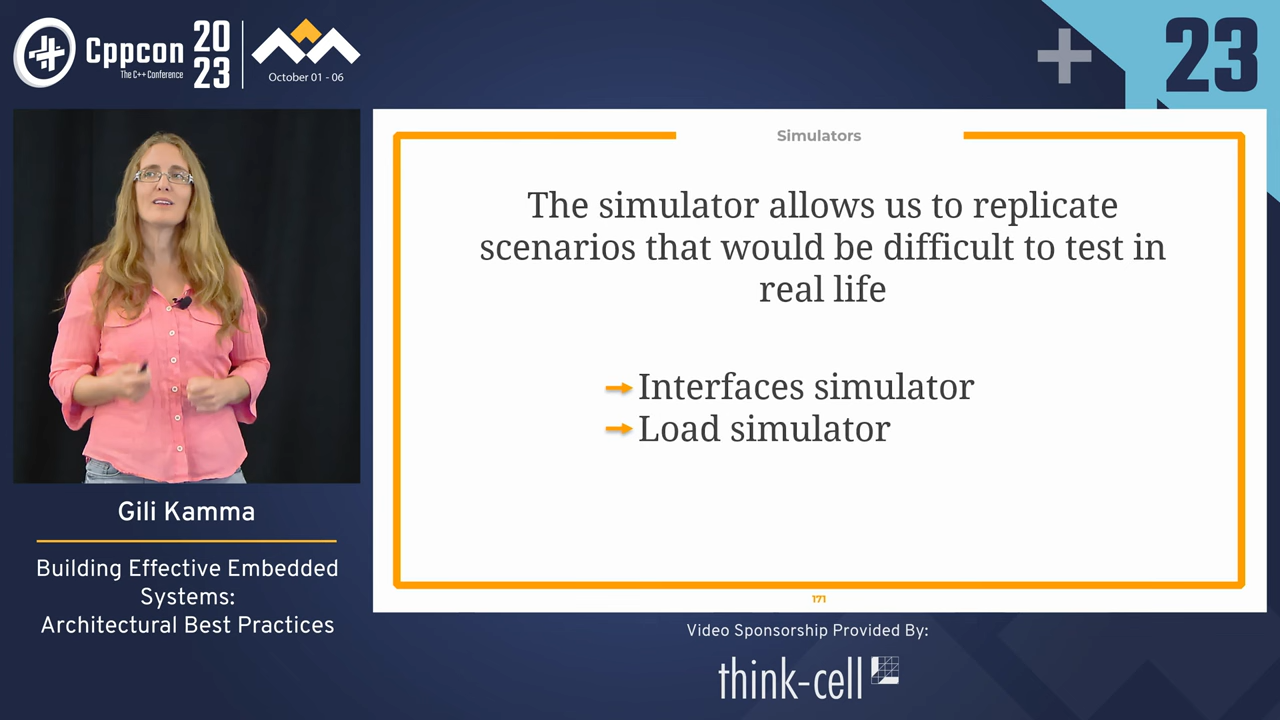 Cppcon
The C++ Conference
20
23
October 01 - 06
23
Simulators
The simulator allows us to replicate
scenarios that would be difficult to test in
real life
Interfaces simulator
Load simulator
171
Gili Kamma
Building Effective Embedded
Systems:
Architectural Best Practices
Video Sponsorship Provided By:
think-cell